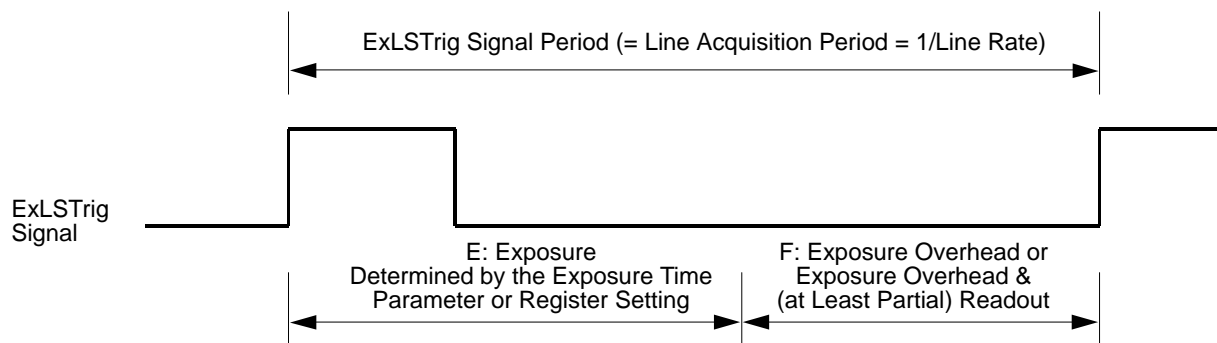 ExLSTrig Signal Period (= Line Acquisition Period = 1/Line Rate)
ExLSTrig
Signal
E: Exposure
Determined by the Exposure Time
Parameter or Register Setting
F: Exposure Overhead or
Exposure Overhead &
(at Least Partial) Readout